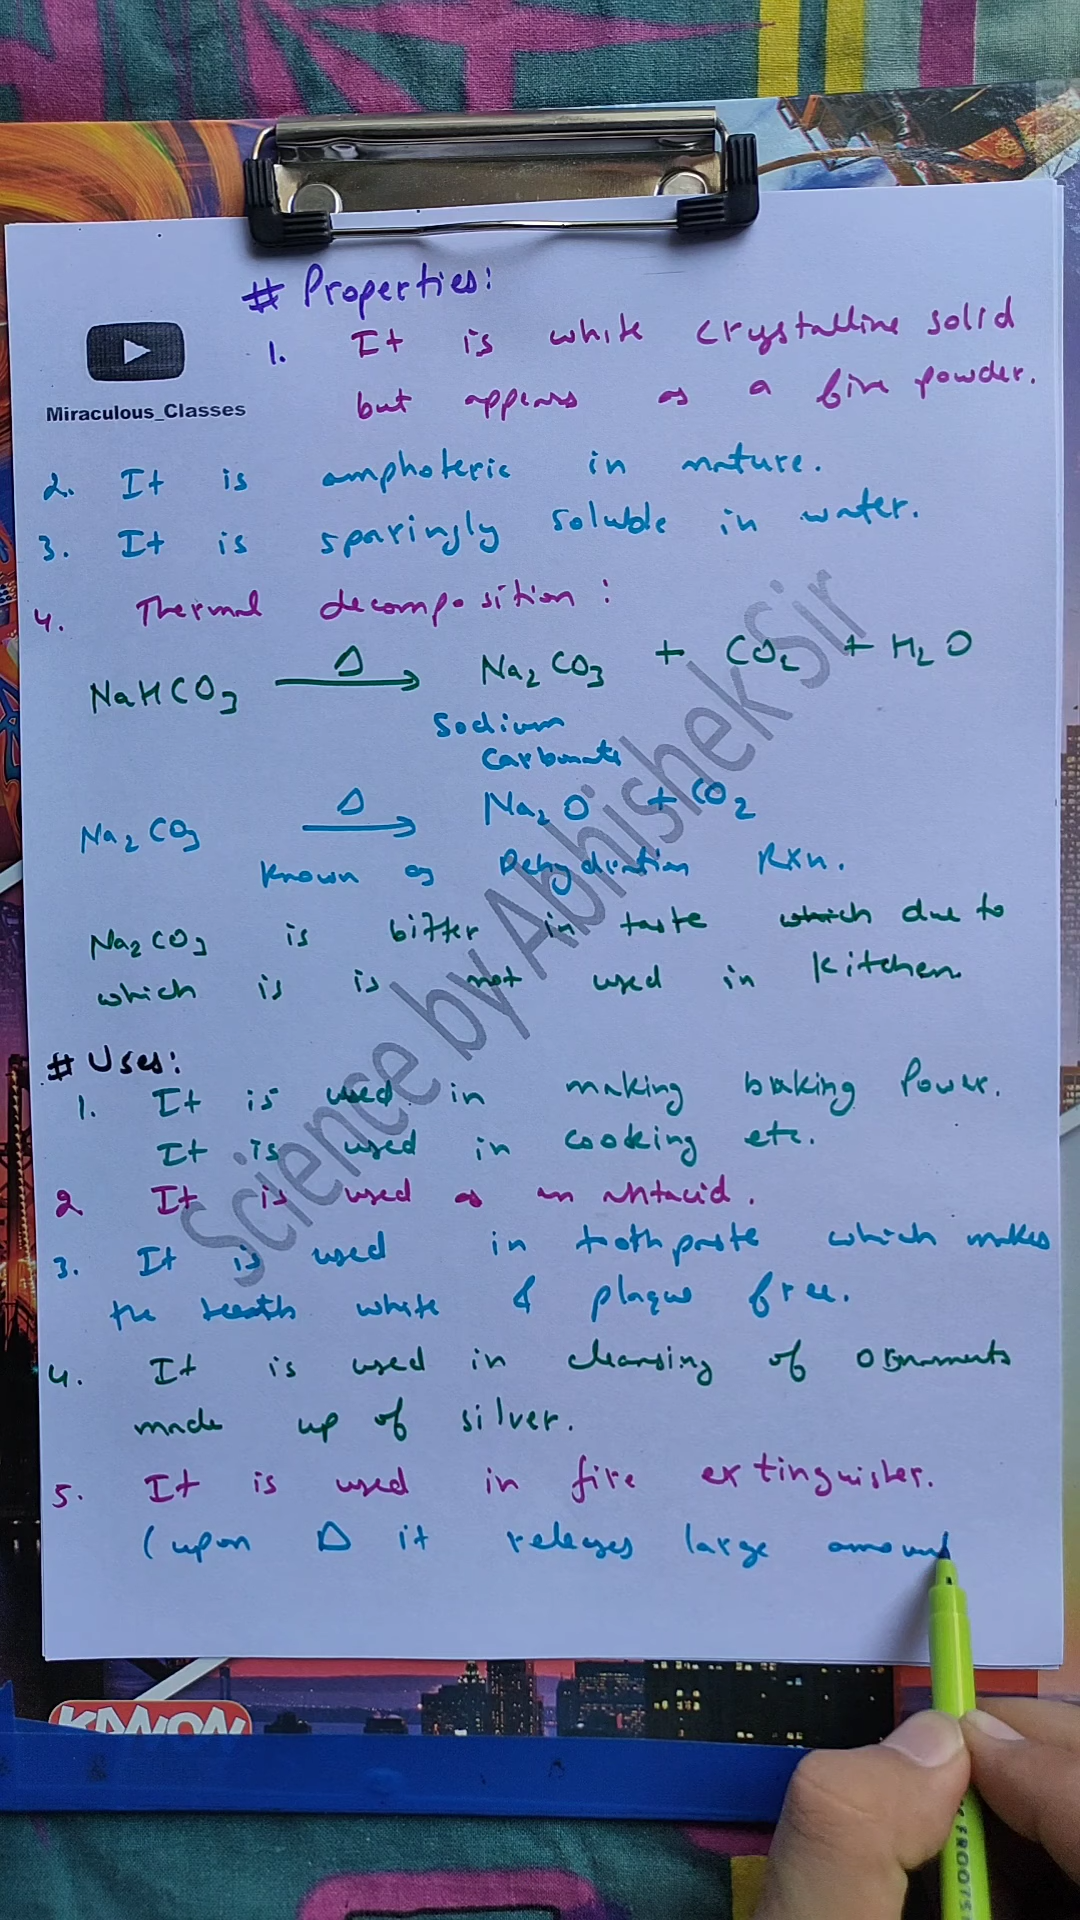 # Properties:
1. It is white crystalline solid
but appears as a fine powder.
Miraculous_Classes
2. It is amphoteric in nature.
3. It is sparingly soluble in water.
4. Thermal decomposition:
NaHCO3 Δ→ Na2CO3 + CO2 + H2O
Sodium
Carbonate
Na2CO3 Δ→ Na2O + CO2
Known as Dehydration Rxn.
Na2CO3 is bitter in taste which due to
which is is not used in kitchen.
# Uses:
1. It is used in making baking Power.
It is used in cooking etc.
2 It is used as an Antacid.
3. It is used in toothpaste which makes
the teeth white & plaque free.
4. It is used in cleansing of Ornaments
made up of silver.
5. It is used in fire extinguisher.
(upon Δ it releases large amount
Science by Abhishek Sir
KAWON
FROOTS